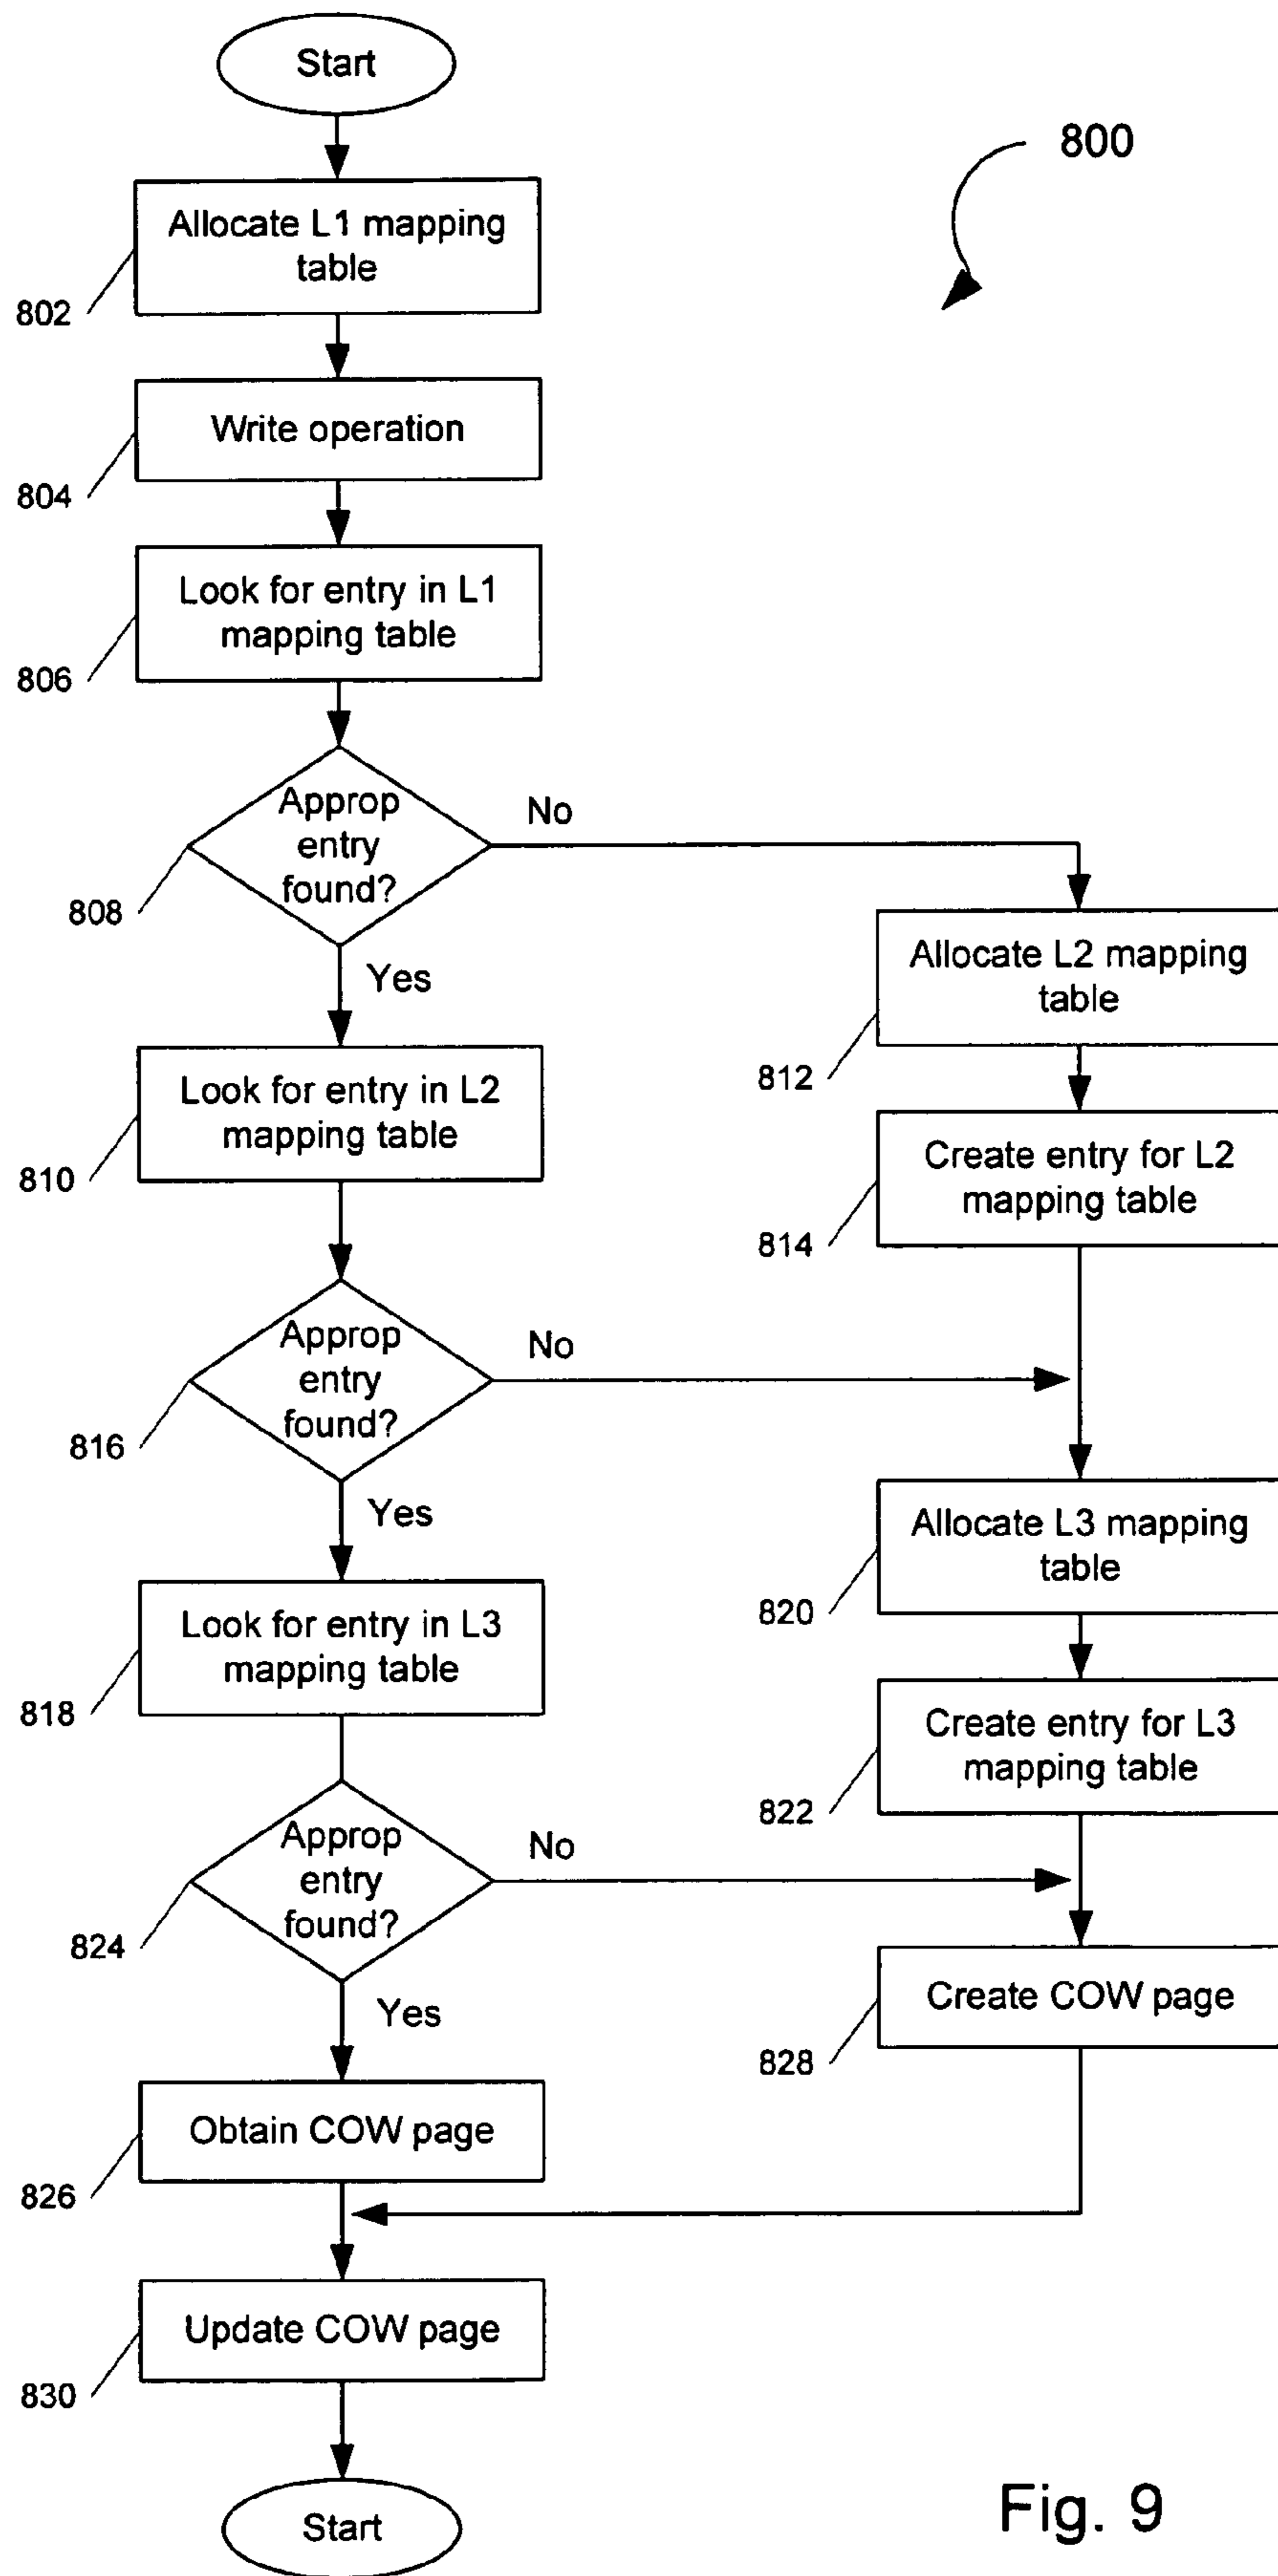 Start
800
Allocate L1 mapping
table
802
Write operation
804
Look for entry in L1
mapping table
806
Approp
entry
found?
No
808
Yes
Allocate L2 mapping
table
812
Look for entry in L2
mapping table
810
Create entry for L2
mapping table
814
Approp
entry
found?
No
816
Yes
Allocate L3 mapping
table
820
Look for entry in L3
mapping table
818
Create entry for L3
mapping table
822
Approp
entry
found?
No
824
Yes
Create COW page
828
Obtain COW page
826
Update COW page
830
Start
Fig. 9